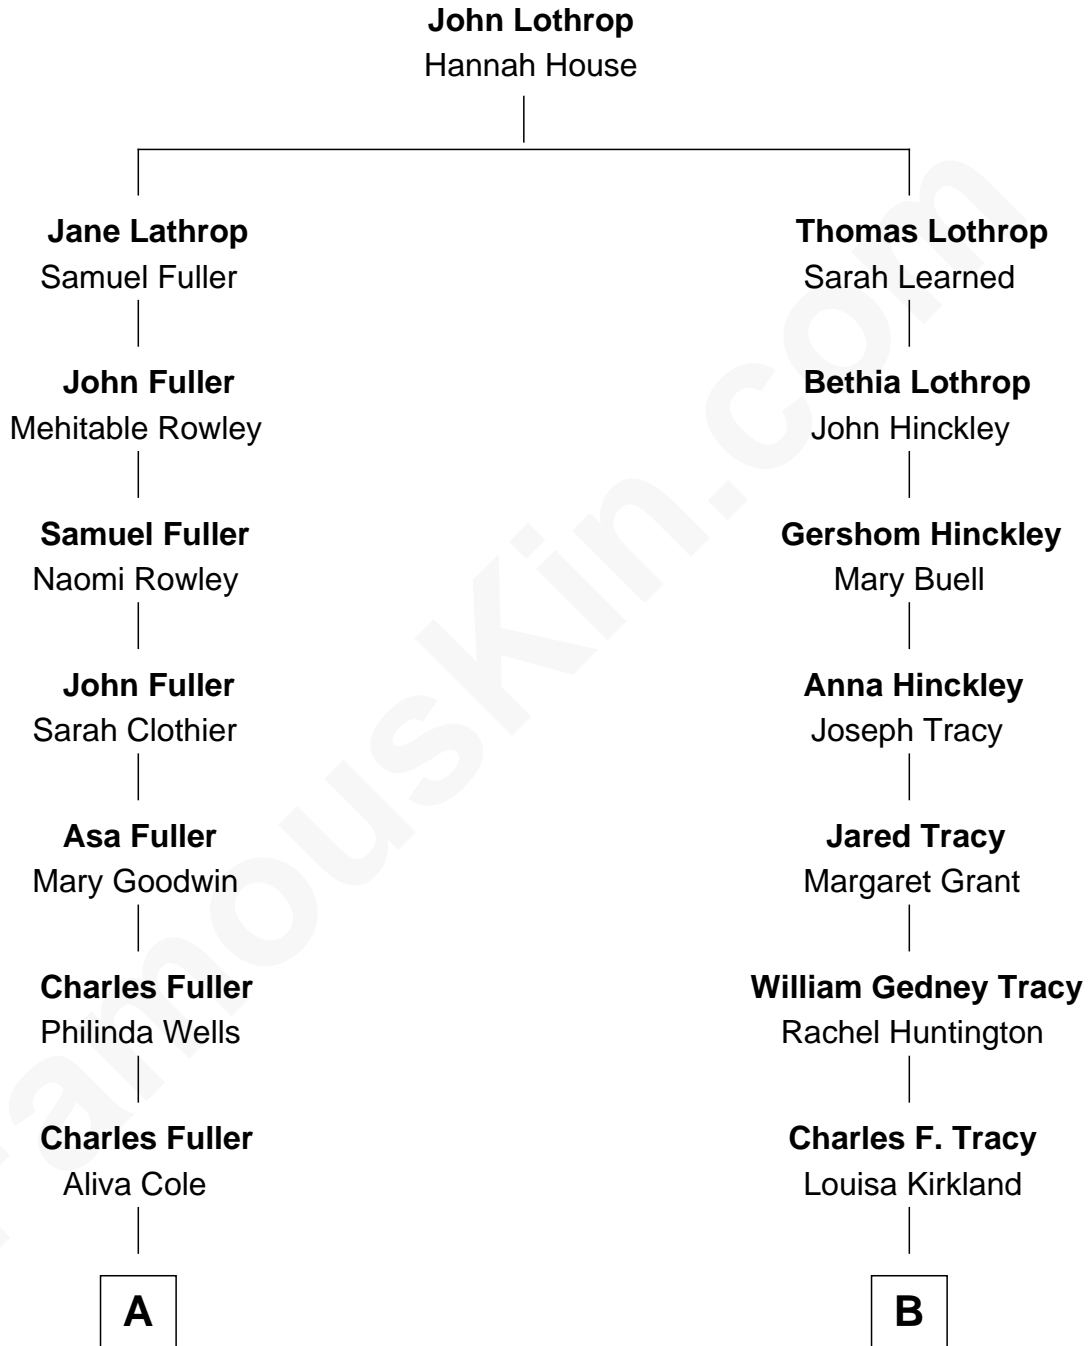 John Lothrop
Hannah House
Jane Lathrop
Samuel Fuller
Thomas Lothrop
Sarah Learned
John Fuller
Mehitable Rowley
Bethia Lothrop
John Hinckley
Samuel Fuller
Naomi Rowley
Gershom Hinckley
Mary Buell
John Fuller
Sarah Clothier
Anna Hinckley
Joseph Tracy
Asa Fuller
Mary Goodwin
Jared Tracy
Margaret Grant
Charles Fuller
Philinda Wells
William Gedney Tracy
Rachel Huntington
Charles Fuller
Aliva Cole
Charles F. Tracy
Louisa Kirkland
A
B
FamousKin.com